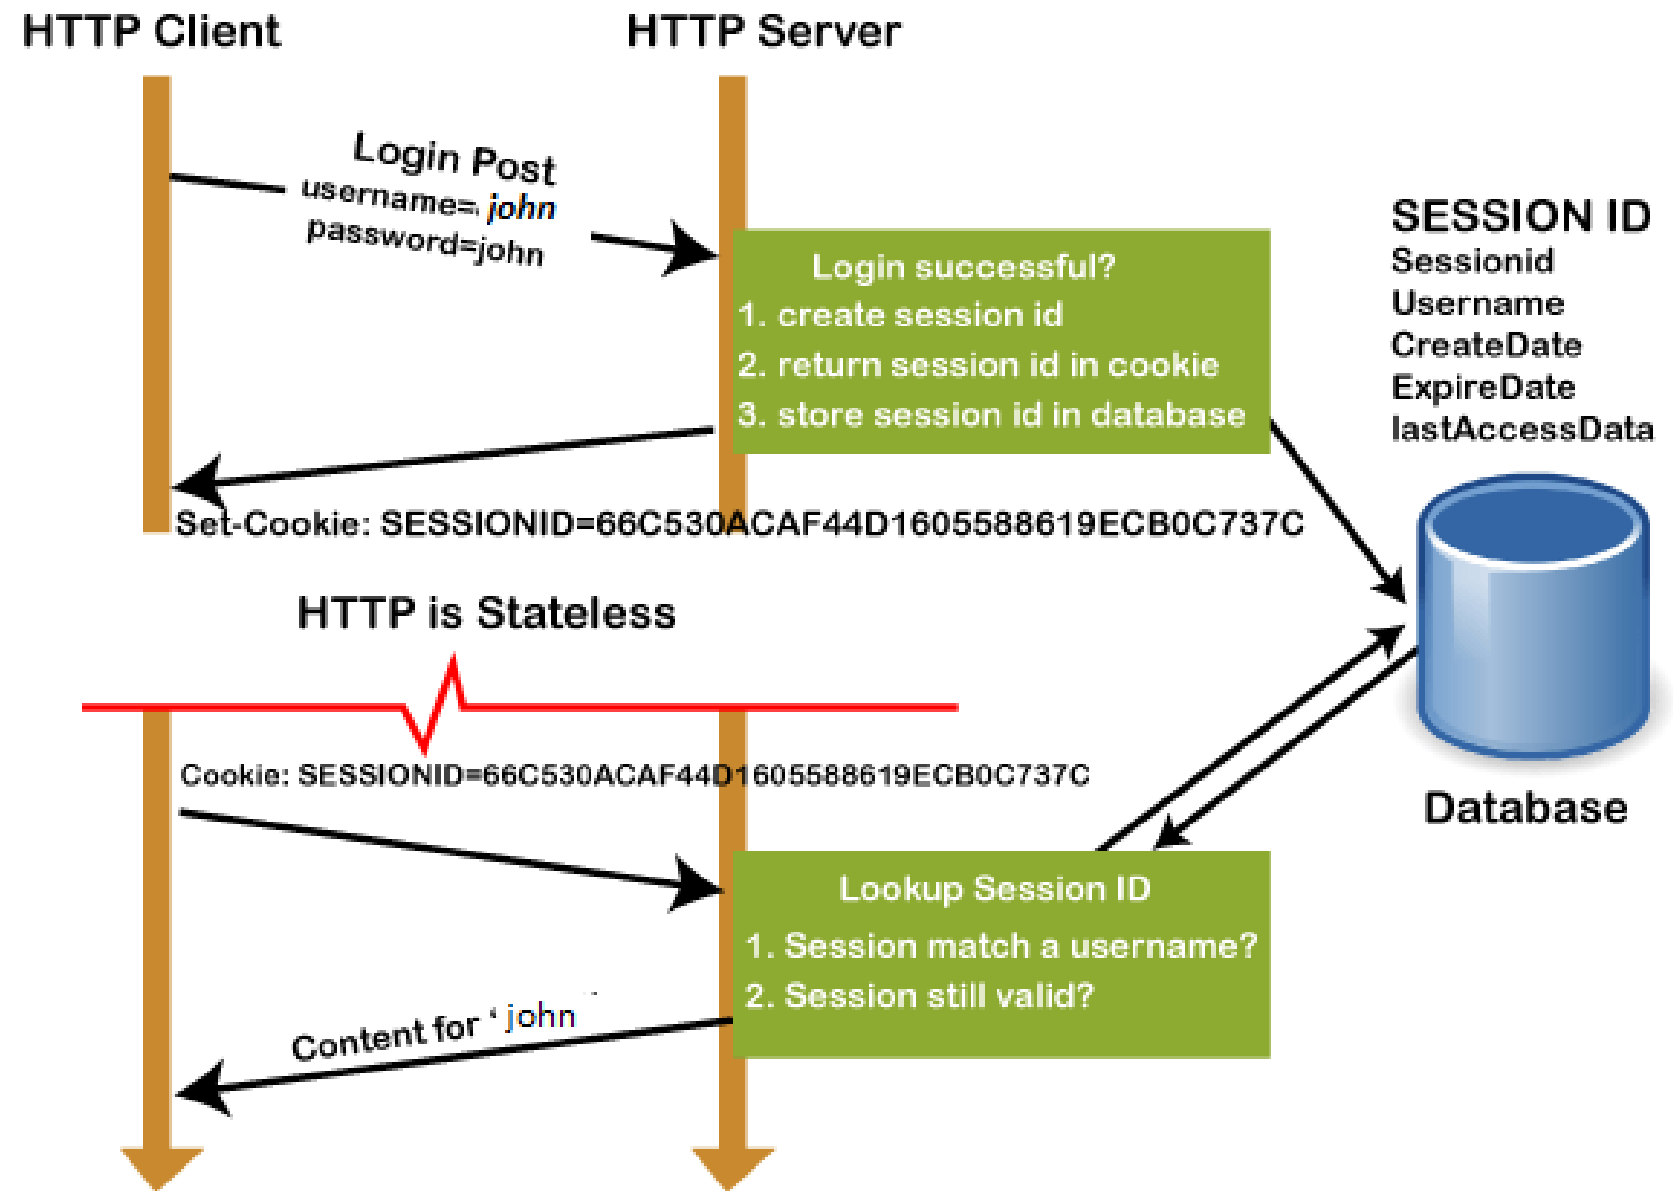 HTTP Client
HTTP Server
Login Post
username= john
password=john
Login successful?
1. create session id
2. return session id in cookie
3. store session id in database
SESSION ID
Sessionid
Username
CreateDate
ExpireDate
lastAccessData
Set-Cookie: SESSIONID=66C530ACAF44D1605588619ECB0C737C
HTTP is Stateless
Cookie: SESSIONID=66C530ACAF44D1605588619ECB0C737C
Database
Lookup Session ID
1. Session match a username?
2. Session still valid?
Content for ‘ john